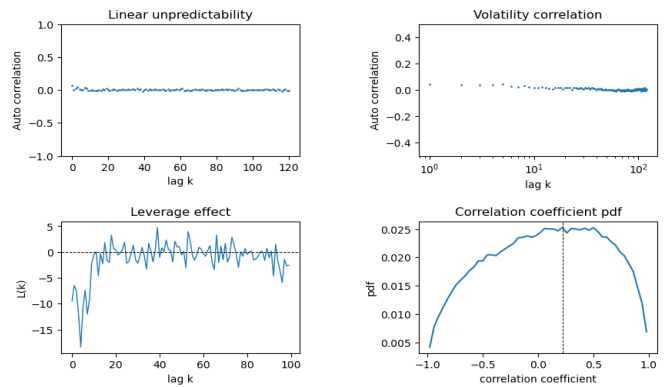 Linear unpredictability
Auto correlation
1.0
0.5
0.0
−0.5
−1.0
0 20 40 60 80 100 120
lag k
Volatility correlation
Auto correlation
0.4
0.2
0.0
−0.2
−0.4
10⁰ 10¹ 10²
lag k
Leverage effect
L(k)
5
0
−5
−10
−15
0 20 40 60 80 100
lag k
Correlation coefficient pdf
pdf
0.025
0.020
0.015
0.010
0.005
−1.0 −0.5 0.0 0.5 1.0
correlation coefficient